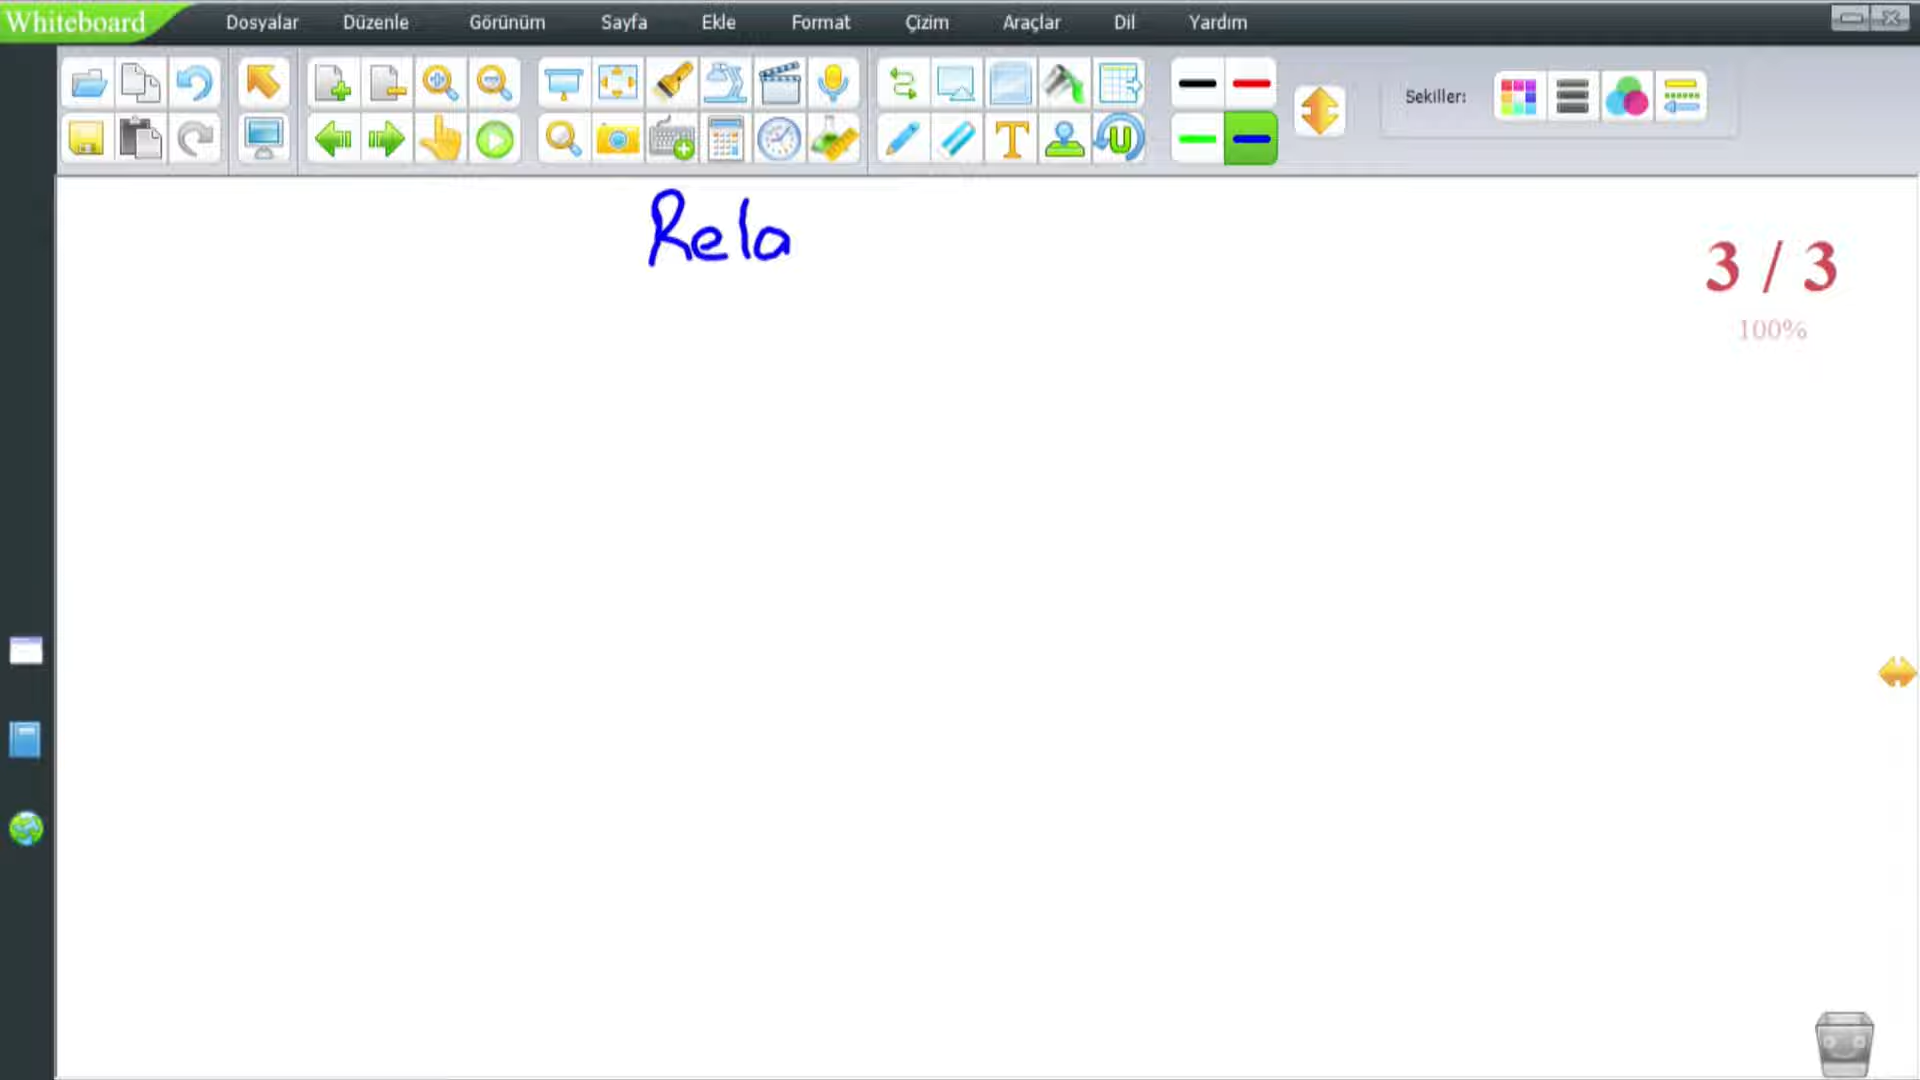 Whiteboard Dosyalar Düzenle Görünüm Sayfa Ekle Format Çizim Araçlar Dil Yardım
T U Sekiller:
Rela
3 / 3
100%